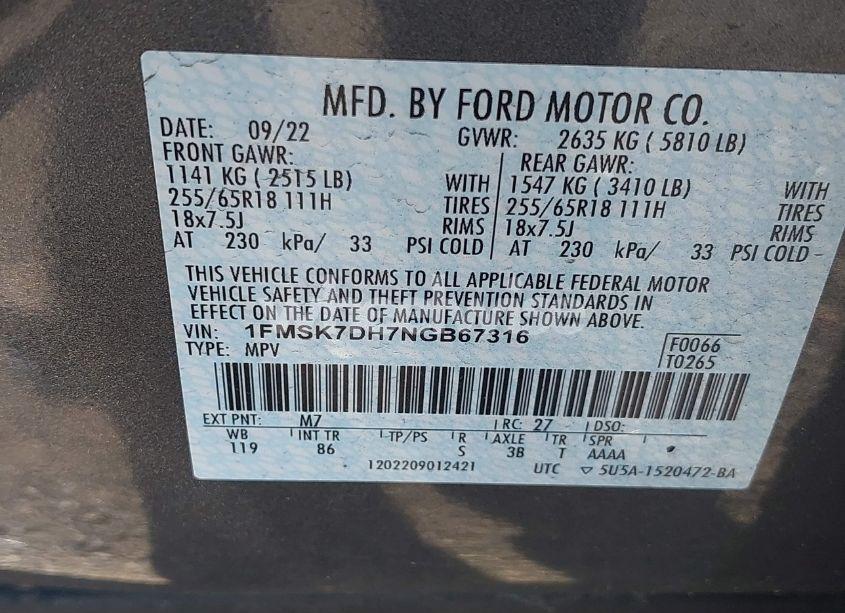 MFD. BY FORD MOTOR CO.
DATE: 09/22 GVWR: 2635 KG ( 5810 LB)
FRONT GAWR: REAR GAWR:
1141 KG ( 2515 LB) WITH 1547 KG ( 3410 LB) WITH
255/65R18 111H TIRES 255/65R18 111H TIRES
18x7.5J RIMS 18x7.5J RIMS
AT 230 kPa/ 33 PSI COLD AT 230 kPa/ 33 PSI COLD
THIS VEHICLE CONFORMS TO ALL APPLICABLE FEDERAL MOTOR
VEHICLE SAFETY AND THEFT PREVENTION STANDARDS IN
EFFECT ON THE DATE OF MANUFACTURE SHOWN ABOVE.
VIN: 1FMSK7DH7NGB67316 F0066
TYPE: MPV T0265
EXT PNT: M7 RC: 27 DSO:
WB INT TR TP/PS R AXLE TR SPR
119 86 S 3B T AAAA
1202209012421 UTC ▽ 5U5A-1520472-BA